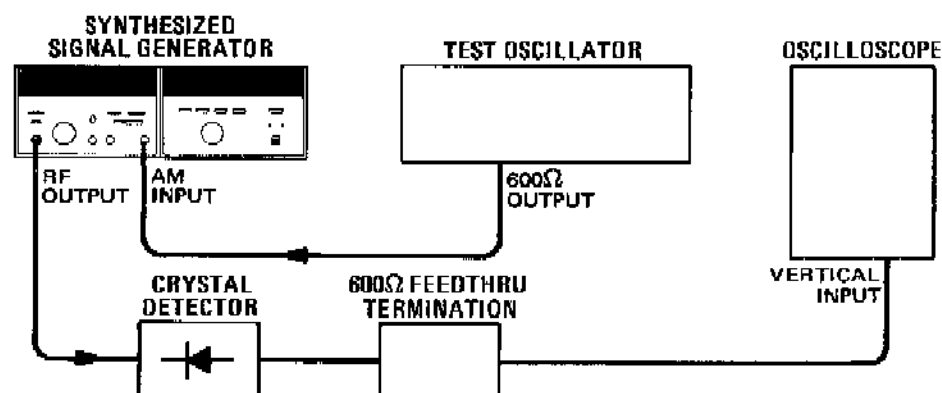 SYNTHESIZED
SIGNAL GENERATOR
TEST OSCILLATOR
OSCILLOSCOPE
RF
OUTPUT
AM
INPUT
600Ω
OUTPUT
VERTICAL
INPUT
CRYSTAL
DETECTOR
600Ω FEEDTHRU
TERMINATION